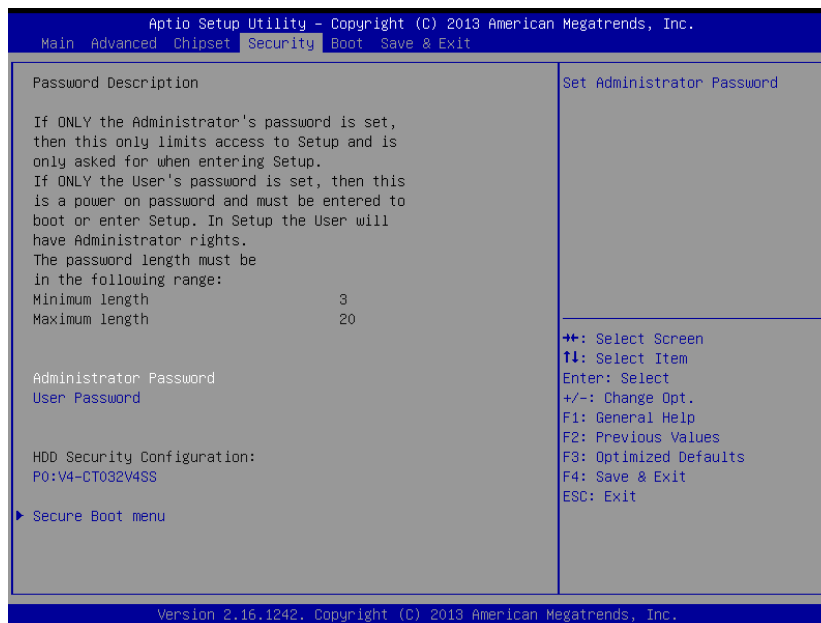 Aptio Setup Utility – Copyright (C) 2013 American Megatrends, Inc.
Main Advanced Chipset Security Boot Save & Exit
Password Description
If ONLY the Administrator's password is set,
then this only limits access to Setup and is
only asked for when entering Setup.
If ONLY the User's password is set, then this
is a power on password and must be entered to
boot or enter Setup. In Setup the User will
have Administrator rights.
The password length must be
in the following range:
Minimum length 3
Maximum length 20
Administrator Password
User Password
HDD Security Configuration:
P0:V4-CT032V4SS
Secure Boot menu
Set Administrator Password
→←: Select Screen
↑↓: Select Item
Enter: Select
+/-: Change Opt.
F1: General Help
F2: Previous Values
F3: Optimized Defaults
F4: Save & Exit
ESC: Exit
Version 2.16.1242. Copyright (C) 2013 American Megatrends, Inc.